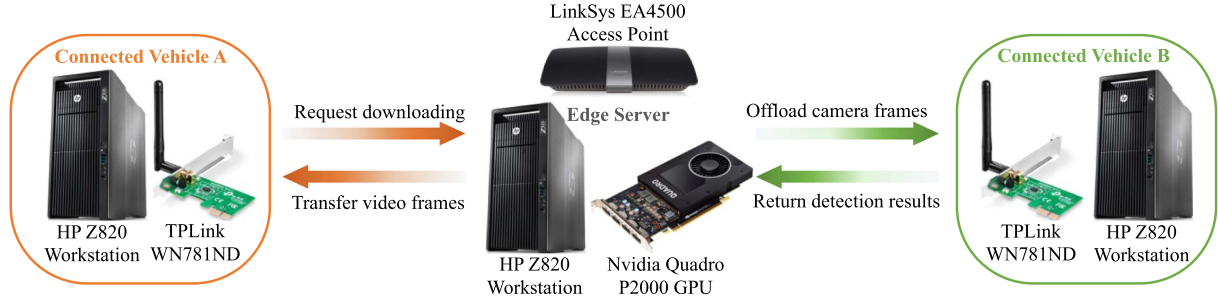 LinkSys EA4500
Access Point
Connected Vehicle A
HP Z820
Workstation
TPLink
WN781ND
Request downloading
Transfer video frames
Edge Server
HP Z820
Workstation
QUADRO
Nvidia Quadro
P2000 GPU
Offload camera frames
Return detection results
Connected Vehicle B
TPLink
WN781ND
HP Z820
Workstation